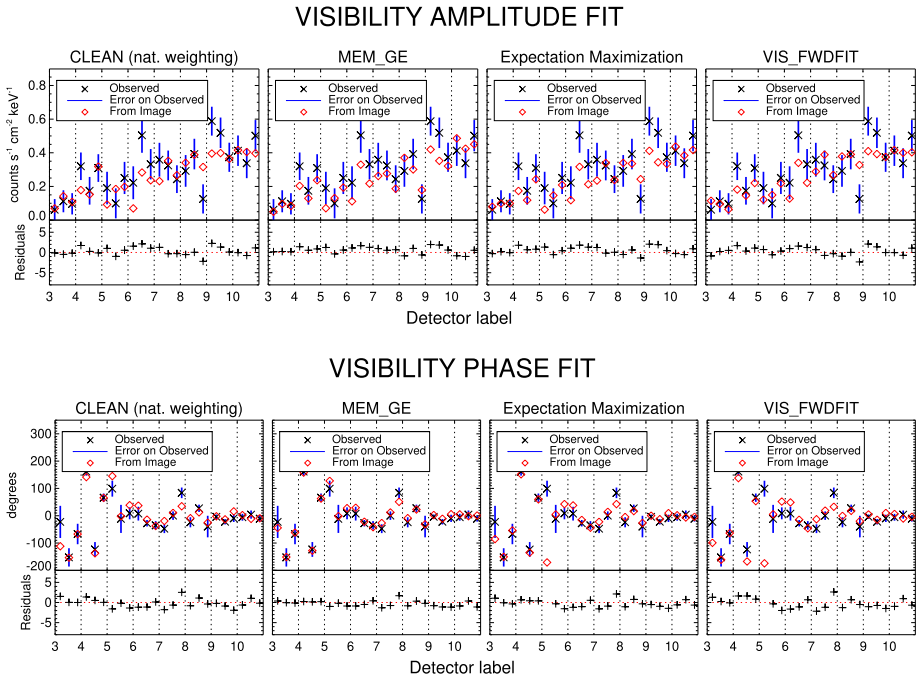 VISIBILITY AMPLITUDE FIT
CLEAN (nat. weighting) MEM_GE Expectation Maximization VIS_FWDFIT
Observed Observed Observed Observed
Error on Observed Error on Observed Error on Observed Error on Observed
From Image From Image From Image From Image
counts s⁻¹ cm⁻² keV⁻¹
0.8
0.6
0.4
0.2
0.0
Residuals
5
0
-5
3 4 5 6 7 8 9 10 3 4 5 6 7 8 9 10 3 4 5 6 7 8 9 10 3 4 5 6 7 8 9 10
Detector label
VISIBILITY PHASE FIT
CLEAN (nat. weighting) MEM_GE Expectation Maximization VIS_FWDFIT
Observed Observed Observed Observed
Error on Observed Error on Observed Error on Observed Error on Observed
From Image From Image From Image From Image
degrees
300
200
100
0
-100
-200
Residuals
5
0
-5
3 4 5 6 7 8 9 10 3 4 5 6 7 8 9 10 3 4 5 6 7 8 9 10 3 4 5 6 7 8 9 10
Detector label